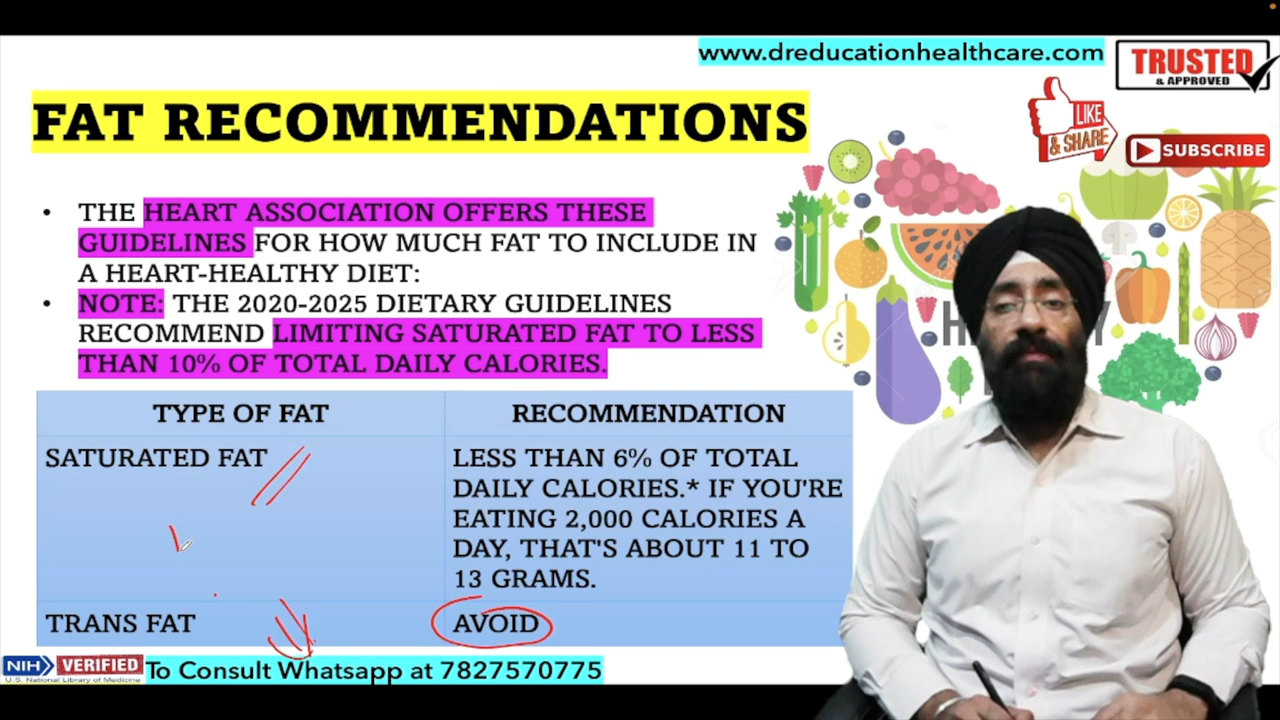 www.dreducationhealthcare.com
TRUSTED
& APPROVED
FAT RECOMMENDATIONS
LIKE
& SHARE
SUBSCRIBE
• THE HEART ASSOCIATION OFFERS THESE
GUIDELINES FOR HOW MUCH FAT TO INCLUDE IN
A HEART-HEALTHY DIET:
• NOTE: THE 2020-2025 DIETARY GUIDELINES
RECOMMEND LIMITING SATURATED FAT TO LESS
THAN 10% OF TOTAL DAILY CALORIES.
TYPE OF FAT
RECOMMENDATION
SATURATED FAT
LESS THAN 6% OF TOTAL
DAILY CALORIES.* IF YOU'RE
EATING 2,000 CALORIES A
DAY, THAT'S ABOUT 11 TO
13 GRAMS.
TRANS FAT
AVOID
NIH VERIFIED
U.S. National Library of Medicine
To Consult Whatsapp at 7827570775